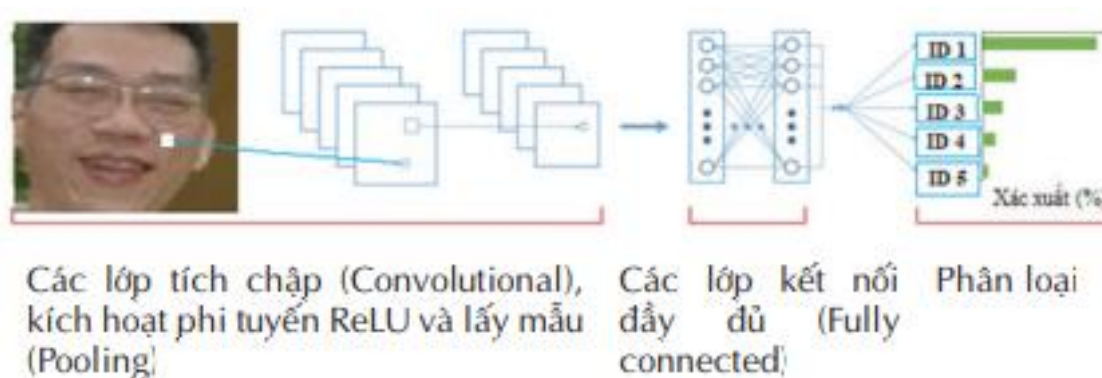 ID 1
ID 2
ID 3
ID 4
ID 5
Xác xuất (%)
Các lớp tích chập (Convolutional),
kích hoạt phi tuyến ReLU và lấy mẫu
(Pooling)
Các lớp kết nối
đầy đủ (Fully
connected)
Phân loại